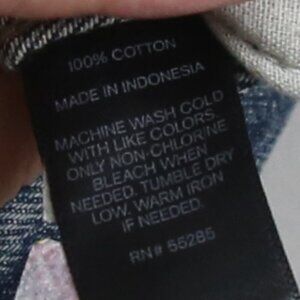 100% COTTON
MADE IN INDONESIA
MACHINE WASH COLD
WITH LIKE COLORS.
ONLY NON-CHLORINE
BLEACH WHEN
NEEDED. TUMBLE DRY
LOW. WARM IRON
IF NEEDED.
RN# 55285